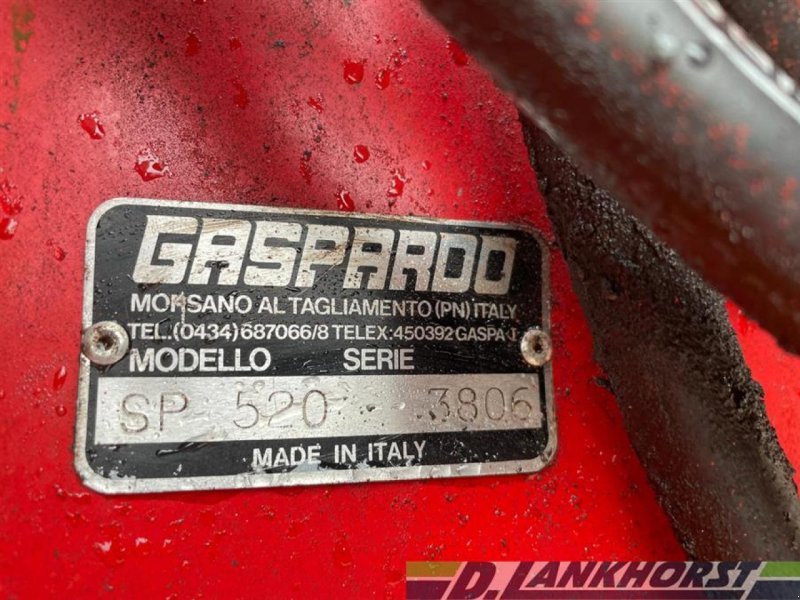 GASPARDO
MORSANO AL TAGLIAMENTO (PN) ITALY
TEL.(0434)687066/8 TELEX:450392 GASPA I
MODELLO SERIE
SP 520 3806
MADE IN ITALY
D. LANKHORST